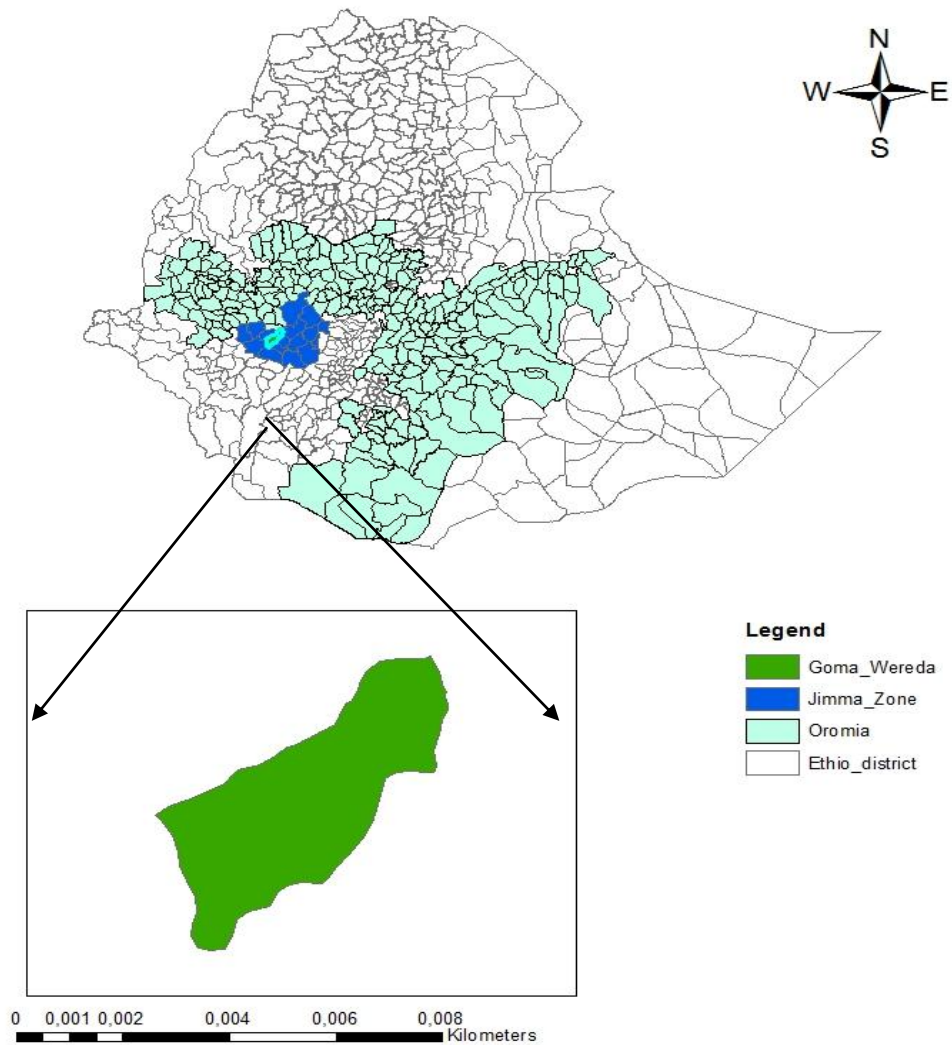 N
W E
S
Legend
Goma_Wereda
Jimma_Zone
Oromia
Ethio_district
0 0,001 0,002 0,004 0,006 0,008
Kilometers